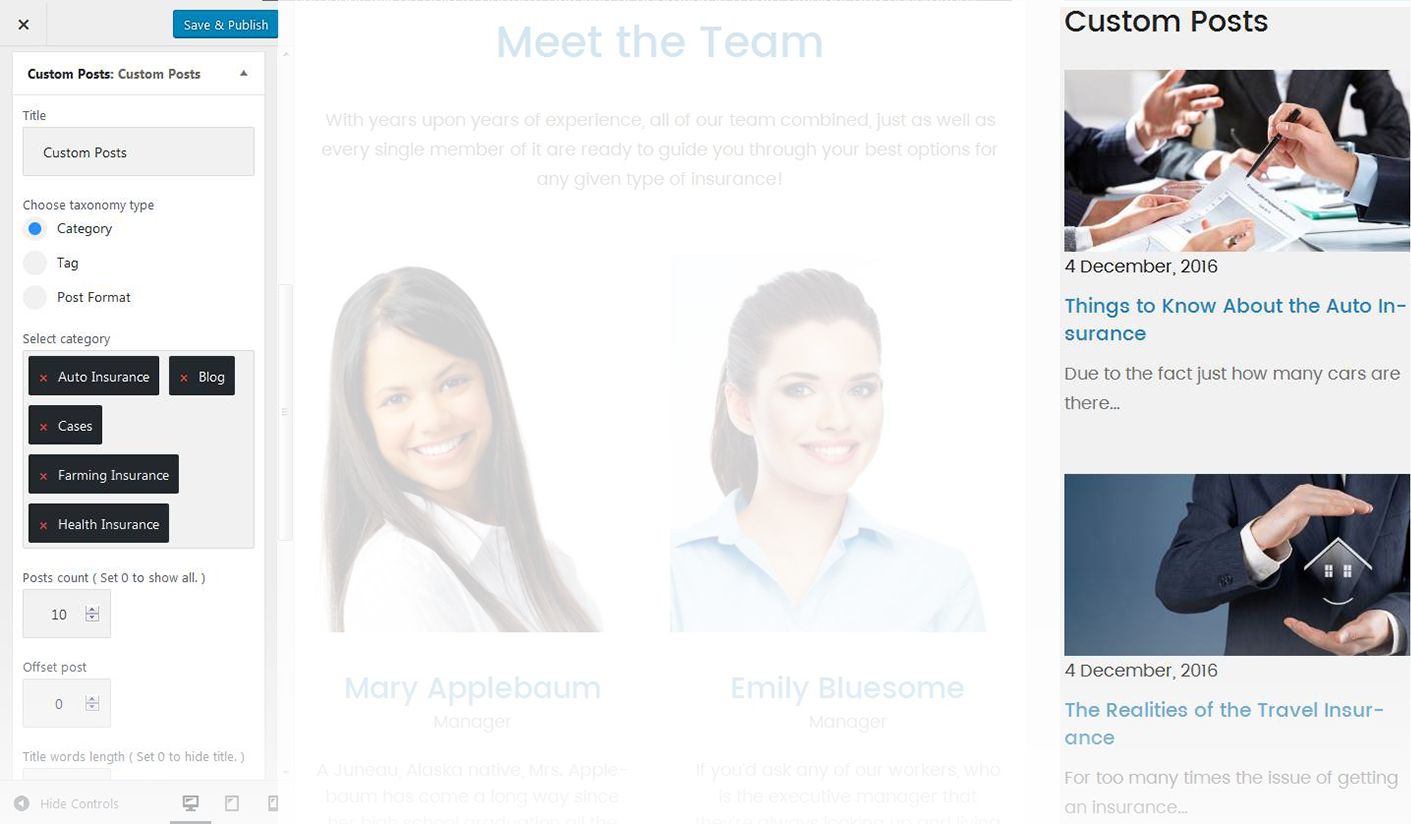 Save & Publish
Custom Posts: Custom Posts
Title
Custom Posts
Choose taxonomy type
Category
Tag
Post Format
Select category
× Auto Insurance
× Blog
× Cases
× Farming Insurance
× Health Insurance
Posts count ( Set 0 to show all. )
10
Offset post
0
Title words length ( Set 0 to hide title. )
Hide Controls
Meet the Team
With years upon years of experience, all of our team combined, just as well as
every single member of it are ready to guide you through your best options for
any given type of insurance!
Mary Applebaum
Manager
A Juneau, Alaska native, Mrs. Apple-
baum has come a long way since
her high school graduation all the
Emily Bluesome
Manager
If you'd ask any of our workers, who
is the executive manager that
they're always looking up and living
Custom Posts
4 December, 2016
Things to Know About the Auto In-
surance
Due to the fact just how many cars are
there...
4 December, 2016
The Realities of the Travel Insur-
ance
For too many times the issue of getting
an insurance...